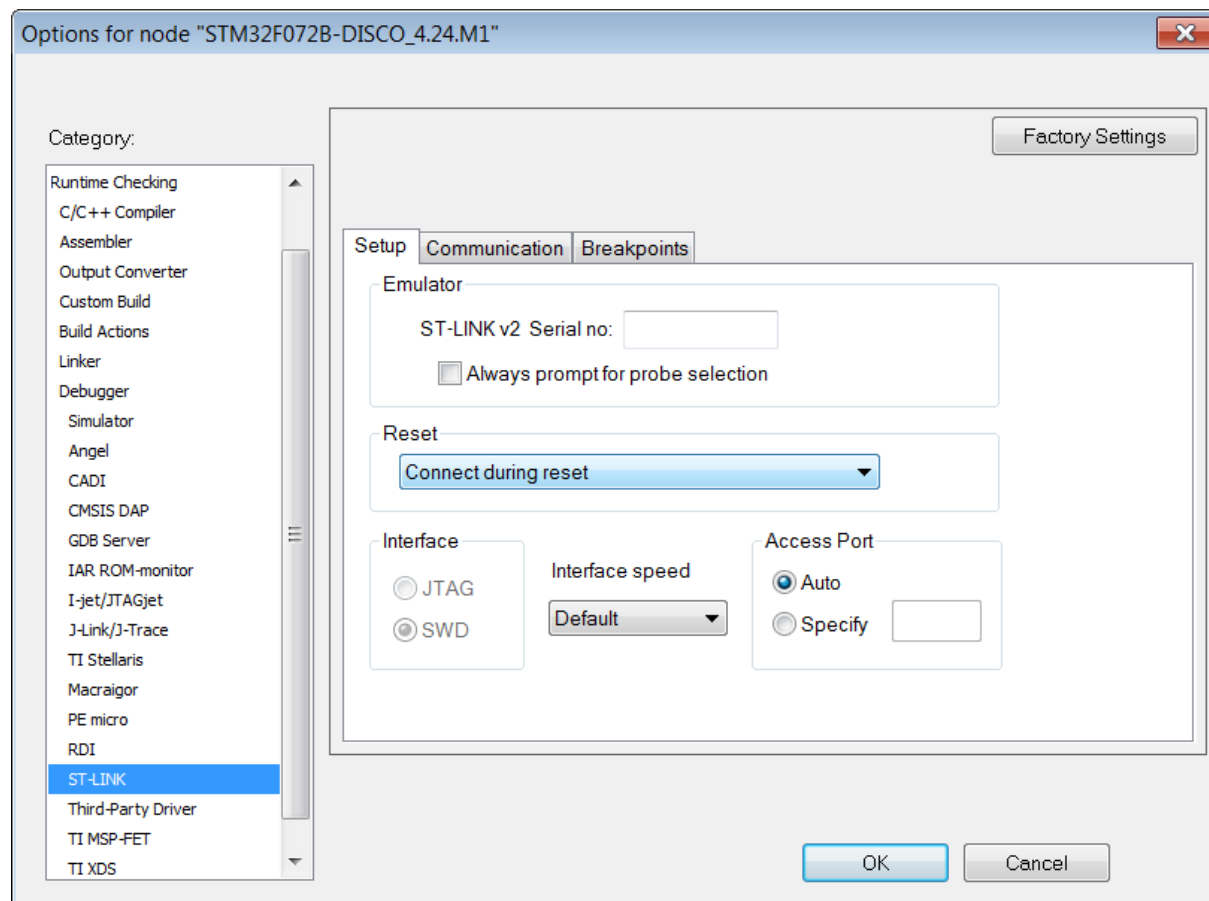 Options for node "STM32F072B-DISCO_4.24.M1"
Category:
Factory Settings
Runtime Checking
C/C++ Compiler
Assembler
Output Converter
Custom Build
Build Actions
Linker
Debugger
Simulator
Angel
CADI
CMSIS DAP
GDB Server
IAR ROM-monitor
I-jet/JTAGjet
J-Link/J-Trace
TI Stellaris
Macraigor
PE micro
RDI
ST-LINK
Third-Party Driver
TI MSP-FET
TI XDS
Setup Communication Breakpoints
Emulator
ST-LINK v2 Serial no:
Always prompt for probe selection
Reset
Connect during reset
Interface
JTAG
SWD
Interface speed
Default
Access Port
Auto
Specify
OK Cancel